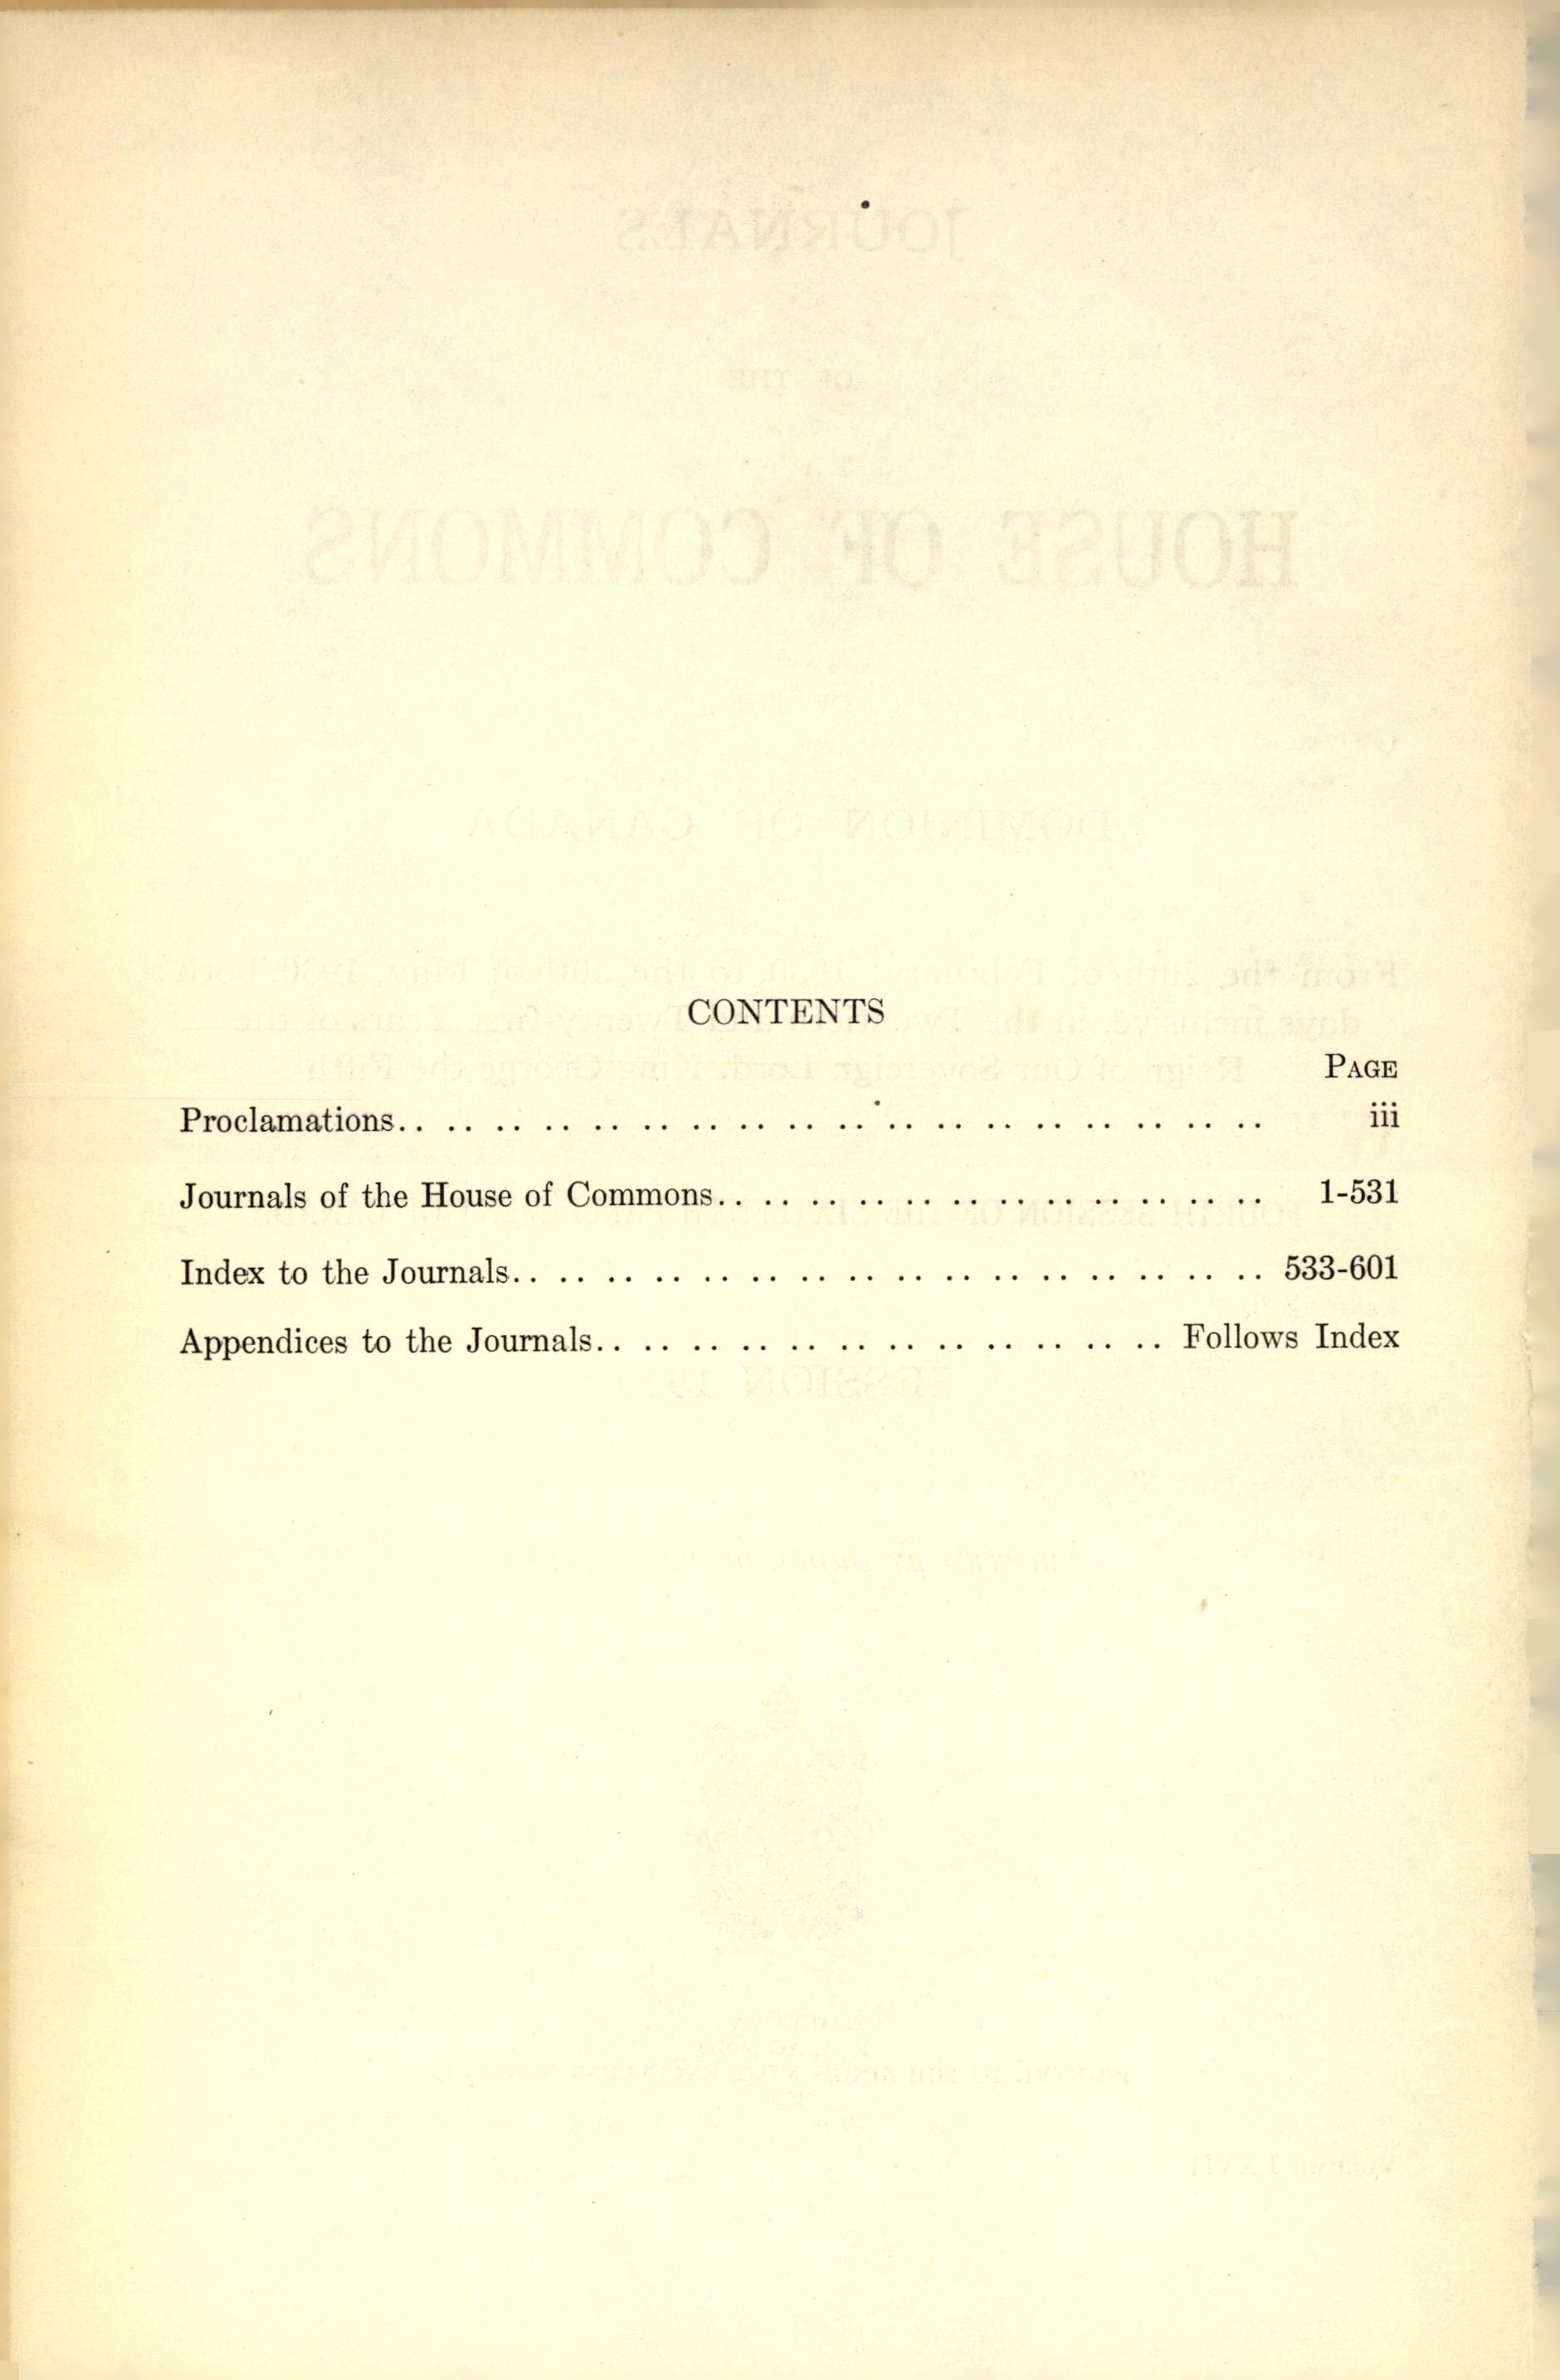 CONTENTS
PAGE
Proclamations.. .. .. .. .. .. .. .. .. .. .. .. .. .. .. .. .. .. iii
Journals of the House of Commons.. .. .. .. .. .. .. .. .. .. .. .. 1-531
Index to the Journals.. .. .. .. .. .. .. .. .. .. .. .. .. .. .. .. 533-601
Appendices to the Journals.. .. .. .. .. .. .. .. .. .. .. .. Follows Index